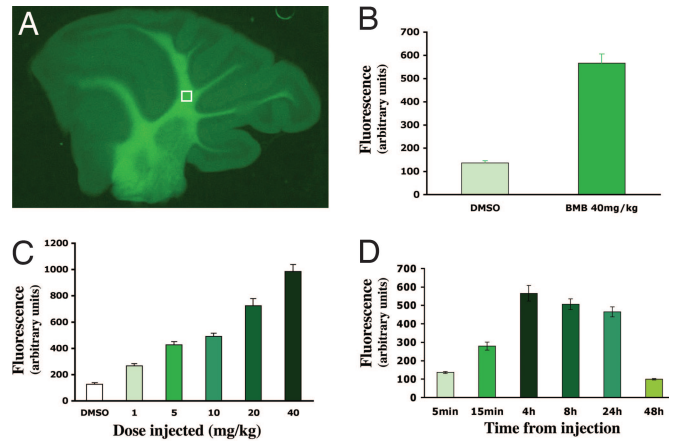 A
B
Fluorescence
(arbitrary units)
700
600
500
400
300
200
100
0
DMSO
BMB 40mg/kg
C
Fluorescence
(arbitrary units)
1200
1000
800
600
400
200
0
DMSO
1
5
10
20
40
Dose injected (mg/kg)
D
Fluorescence
(arbitrary units)
700
600
500
400
300
200
100
0
5min
15min
4h
8h
24h
48h
Time from injection